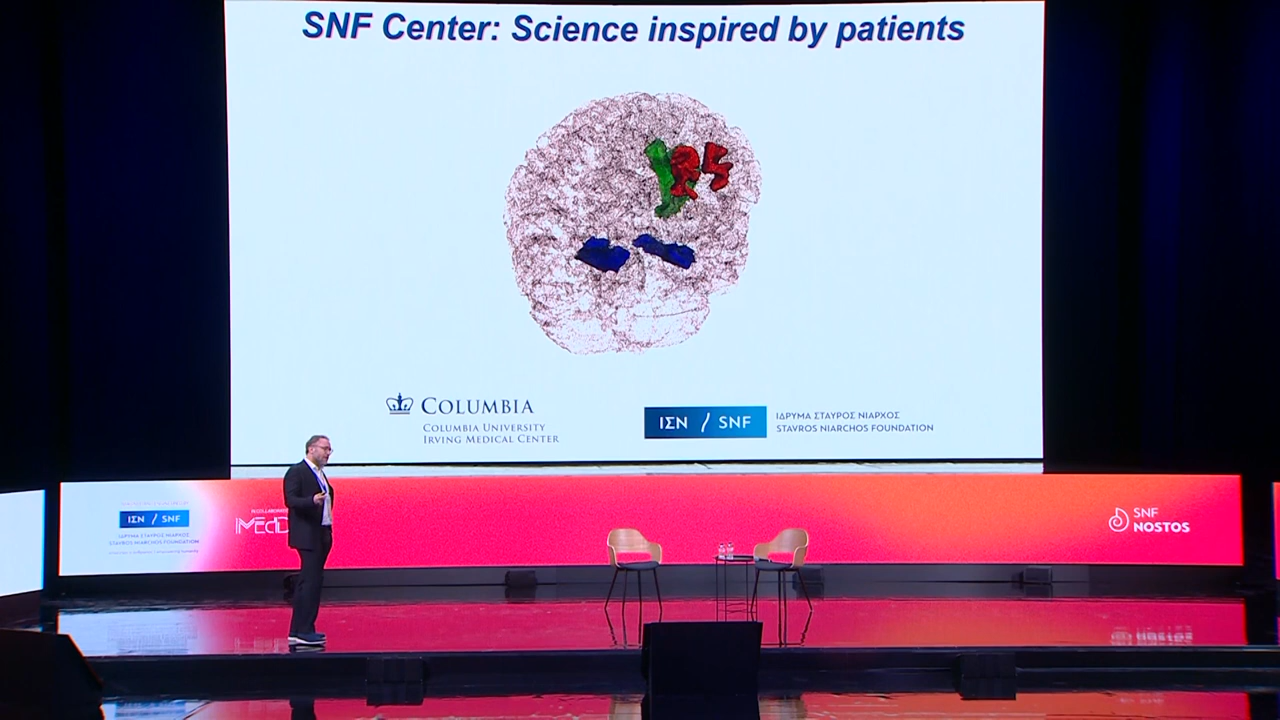 SNF Center: Science inspired by patients
COLUMBIA
COLUMBIA UNIVERSITY
IRVING MEDICAL CENTER
ΙΣΝ / SNF
ΙΔΡΥΜΑ ΣΤΑΥΡΟΣ ΝΙΑΡΧΟΣ
STAVROS NIARCHOS FOUNDATION
ΙΣΝ / SNF
ΙΔΡΥΜΑ ΣΤΑΥΡΟΣ ΝΙΑΡΧΟΣ
STAVROS NIARCHOS FOUNDATION
SNF
NOSTOS